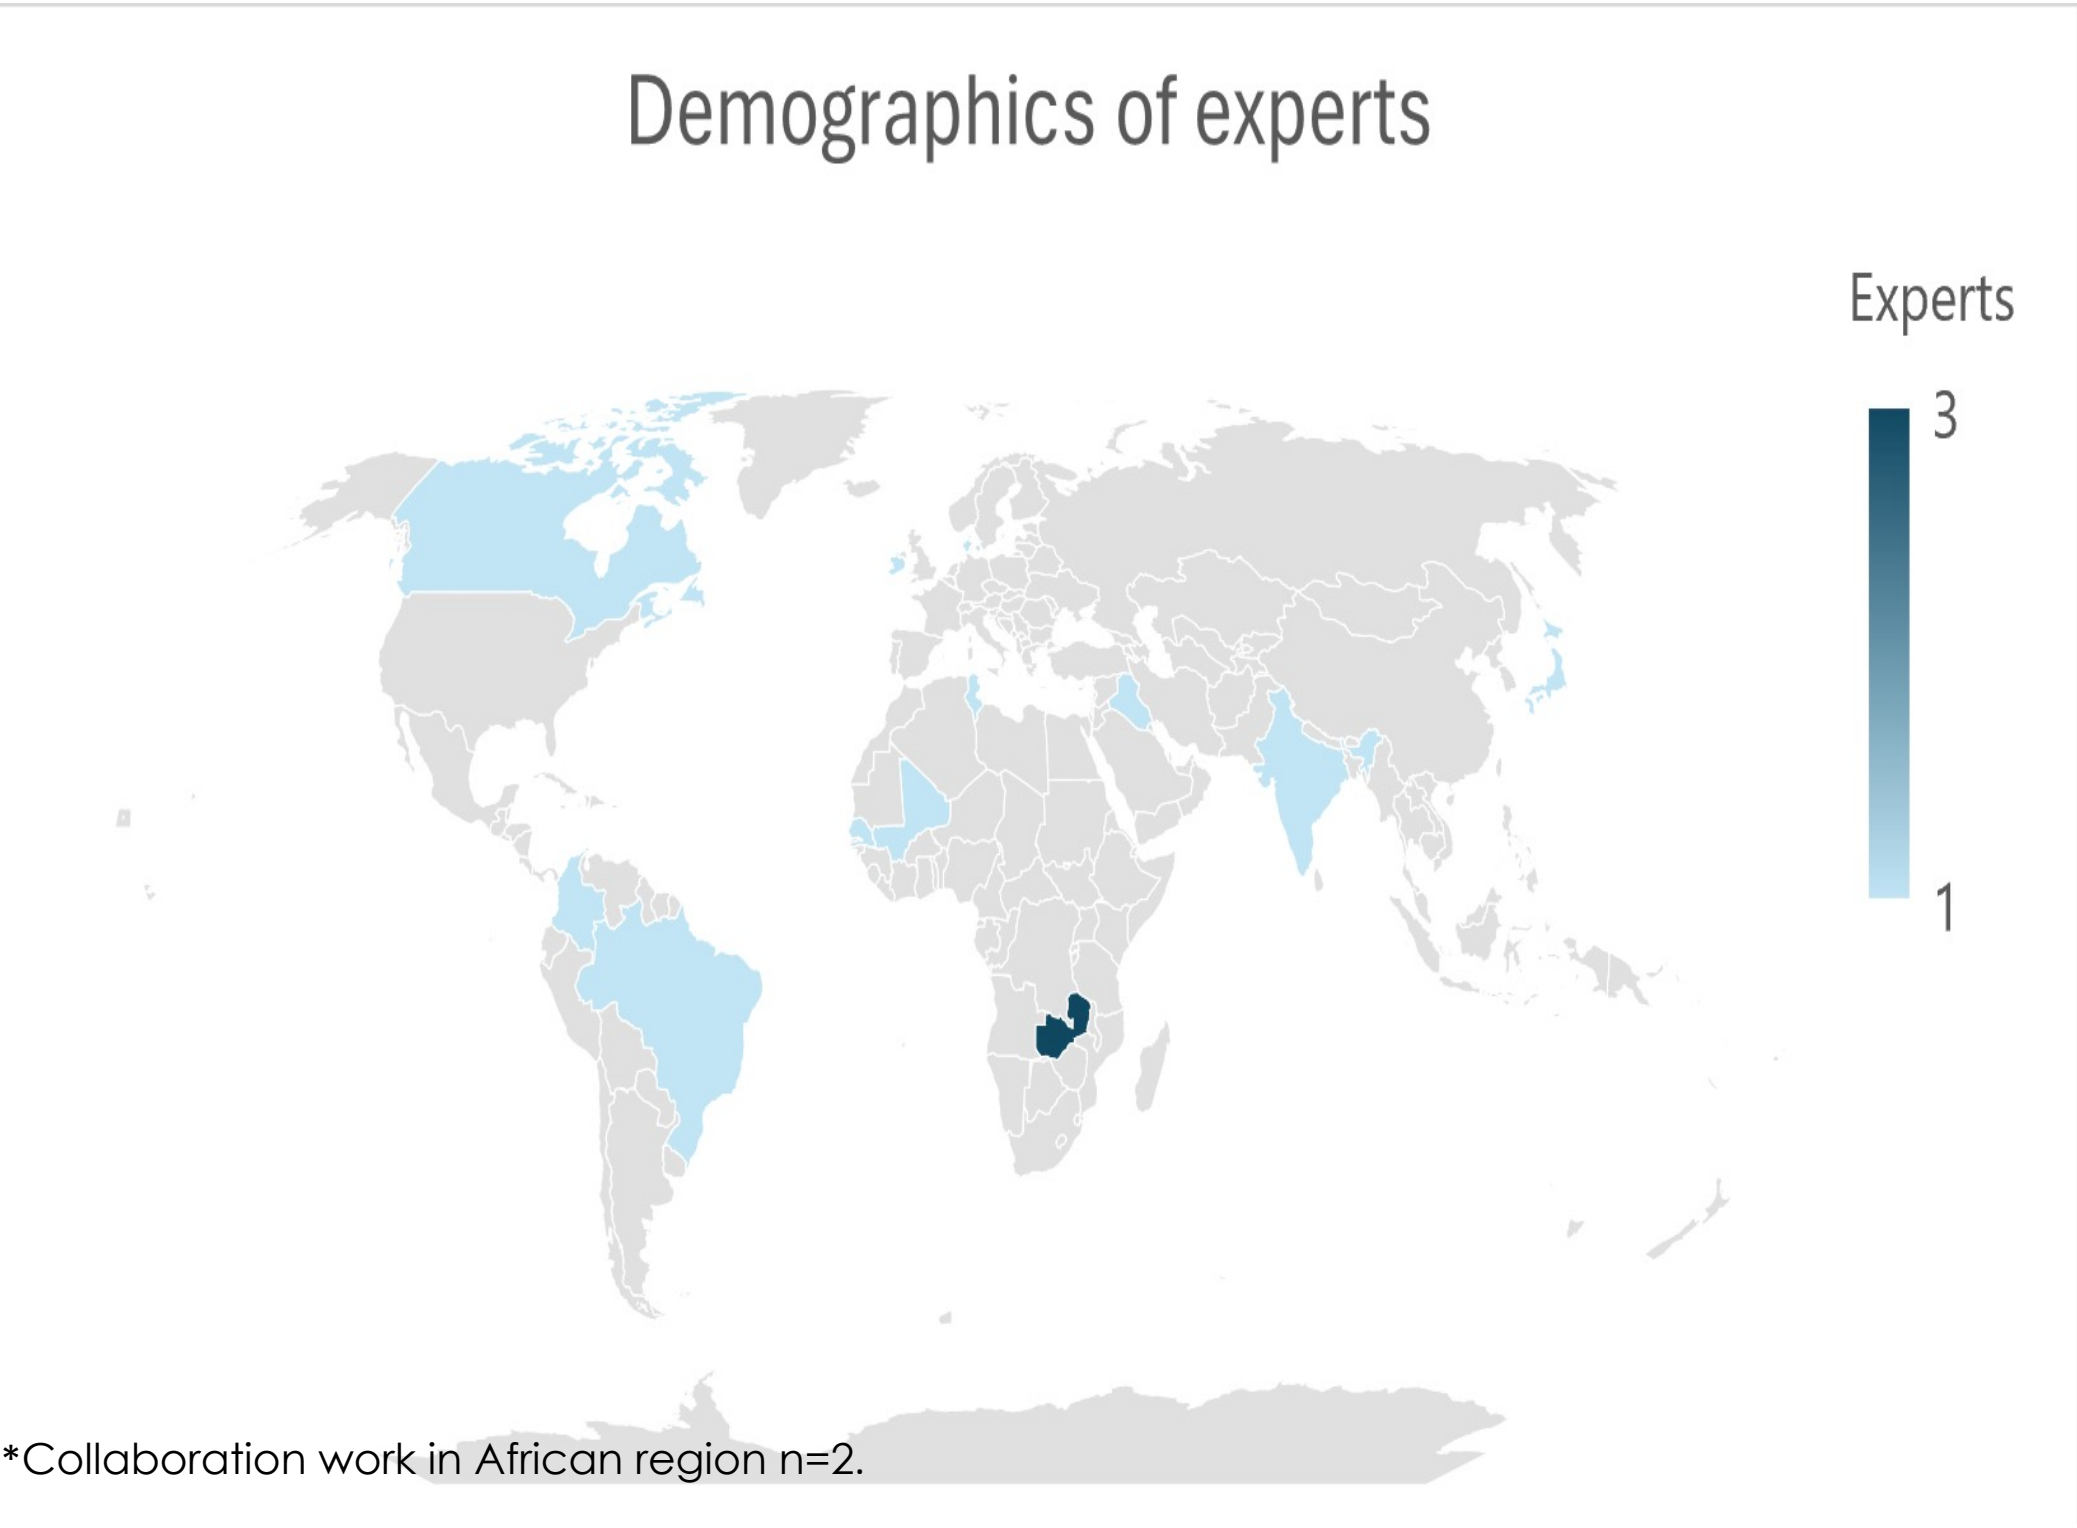 Demographics of experts
Experts
3
1
*Collaboration work in African region n=2.